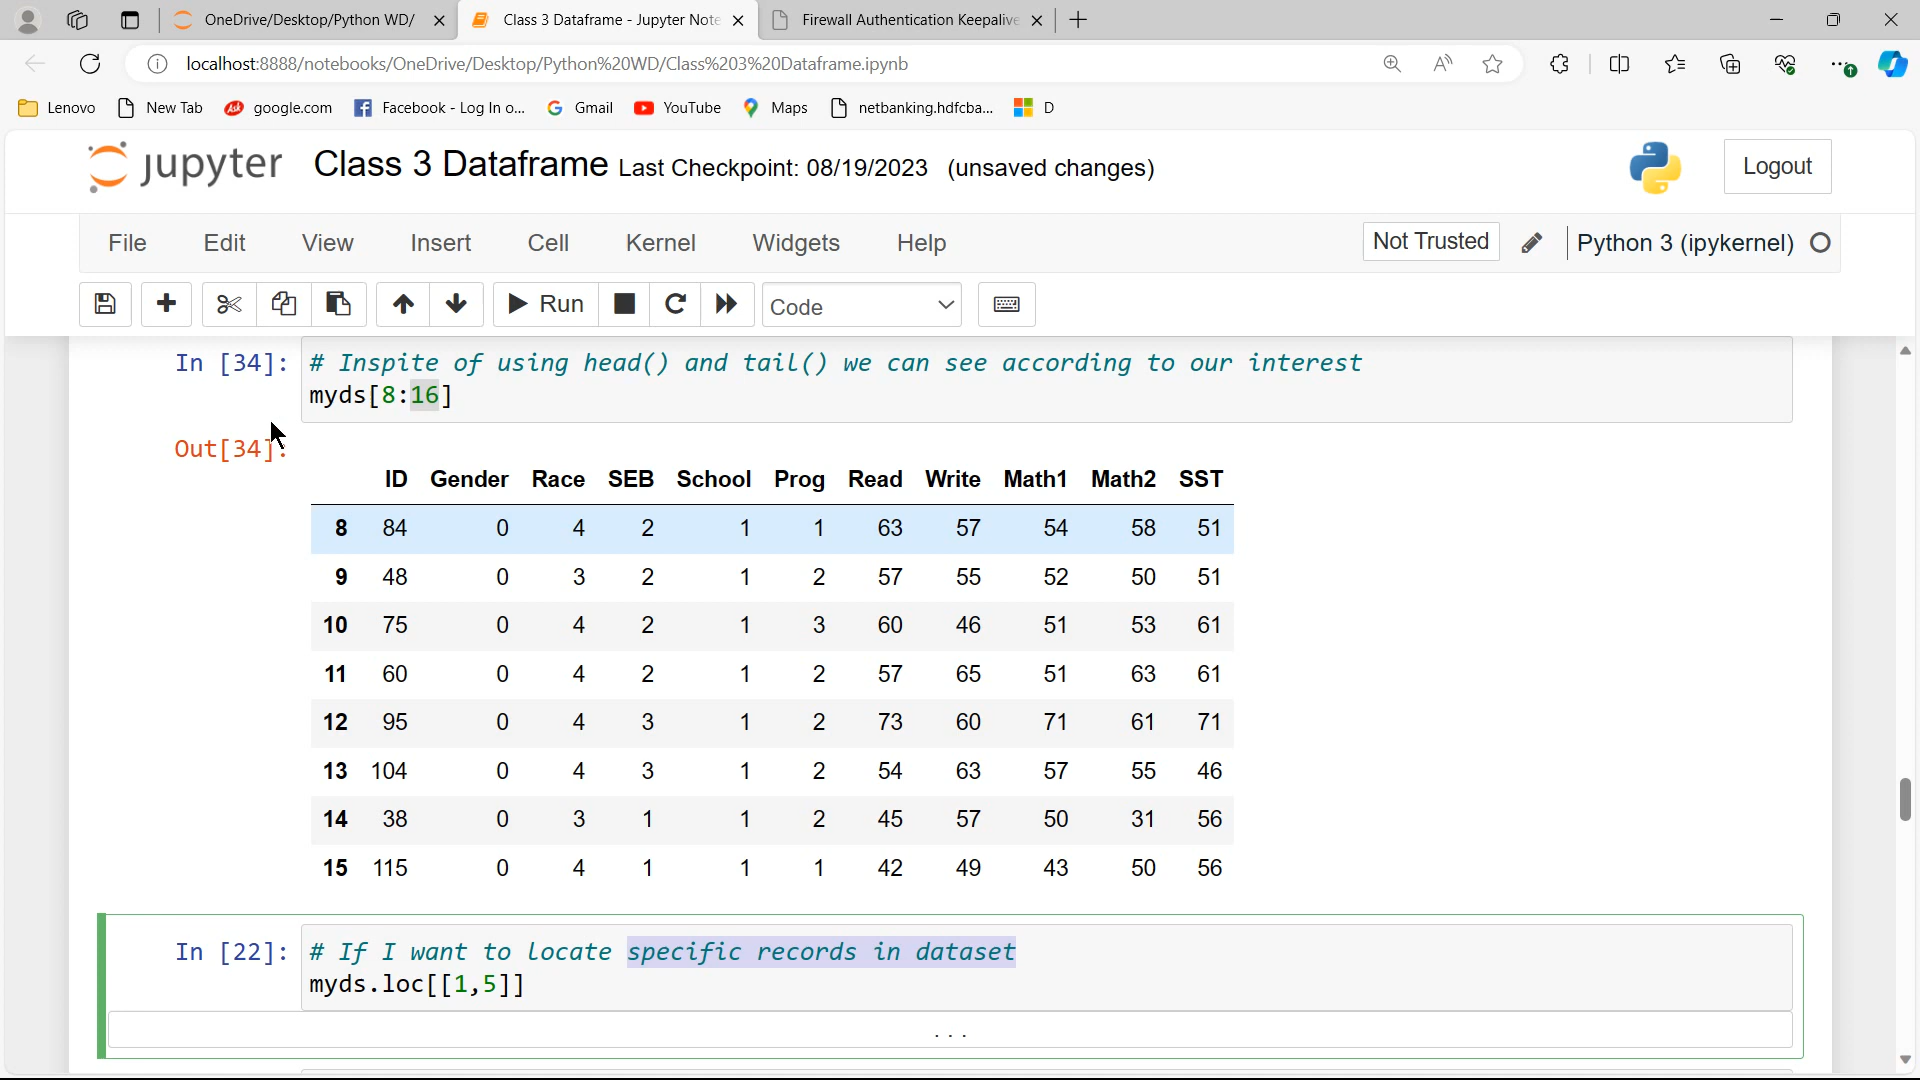 OneDrive/Desktop/Python WD/
Class 3 Dataframe - Jupyter Note
Firewall Authentication Keepalive
localhost:8888/notebooks/OneDrive/Desktop/Python%20WD/Class%203%20Dataframe.ipynb
Lenovo New Tab Ask google.com Facebook - Log In o... Gmail YouTube Maps netbanking.hdfcba... D
jupyter Class 3 Dataframe Last Checkpoint: 08/19/2023 (unsaved changes) Logout
File Edit View Insert Cell Kernel Widgets Help Not Trusted Python 3 (ipykernel)
Run Code
In [34]: # Inspite of using head() and tail() we can see according to our interest
myds[8:16]
Out[34]:
ID Gender Race SEB School Prog Read Write Math1 Math2 SST
8 84 0 4 2 1 1 63 57 54 58 51
9 48 0 3 2 1 2 57 55 52 50 51
10 75 0 4 2 1 3 60 46 51 53 61
11 60 0 4 2 1 2 57 65 51 63 61
12 95 0 4 3 1 2 73 60 71 61 71
13 104 0 4 3 1 2 54 63 57 55 46
14 38 0 3 1 1 2 45 57 50 31 56
15 115 0 4 1 1 1 42 49 43 50 56
In [22]: # If I want to locate specific records in dataset
myds.loc[[1,5]]
...